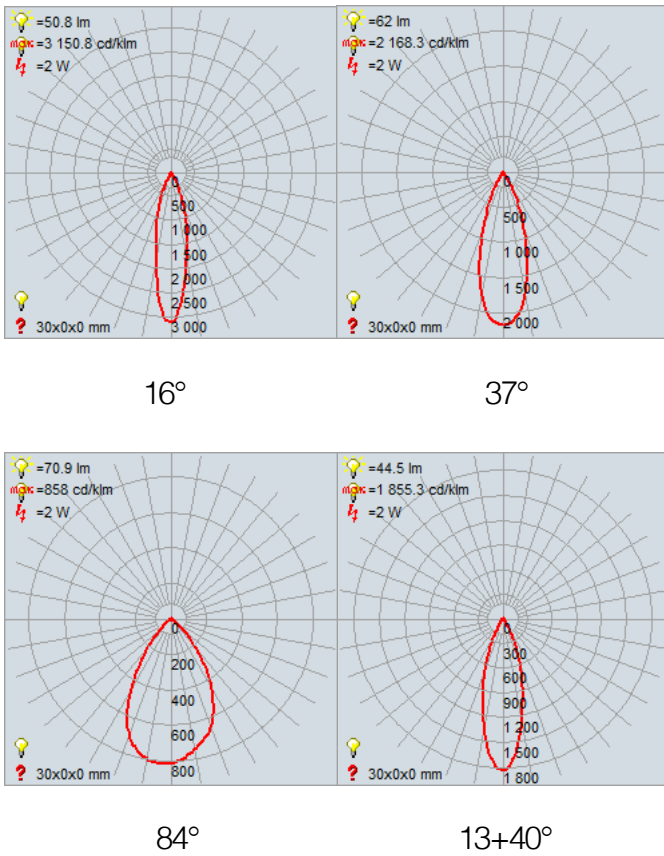 =50.8 lm
max =3 150.8 cd/klm
=2 W
0
500
1 000
1 500
2 000
2 500
3 000
? 30x0x0 mm
16°
=62 lm
max =2 168.3 cd/klm
=2 W
0
500
1 000
1 500
2 000
? 30x0x0 mm
37°
=70.9 lm
max =858 cd/klm
=2 W
0
200
400
600
800
? 30x0x0 mm
84°
=44.5 lm
max =1 855.3 cd/klm
=2 W
0
300
600
900
1 200
1 500
1 800
? 30x0x0 mm
13+40°